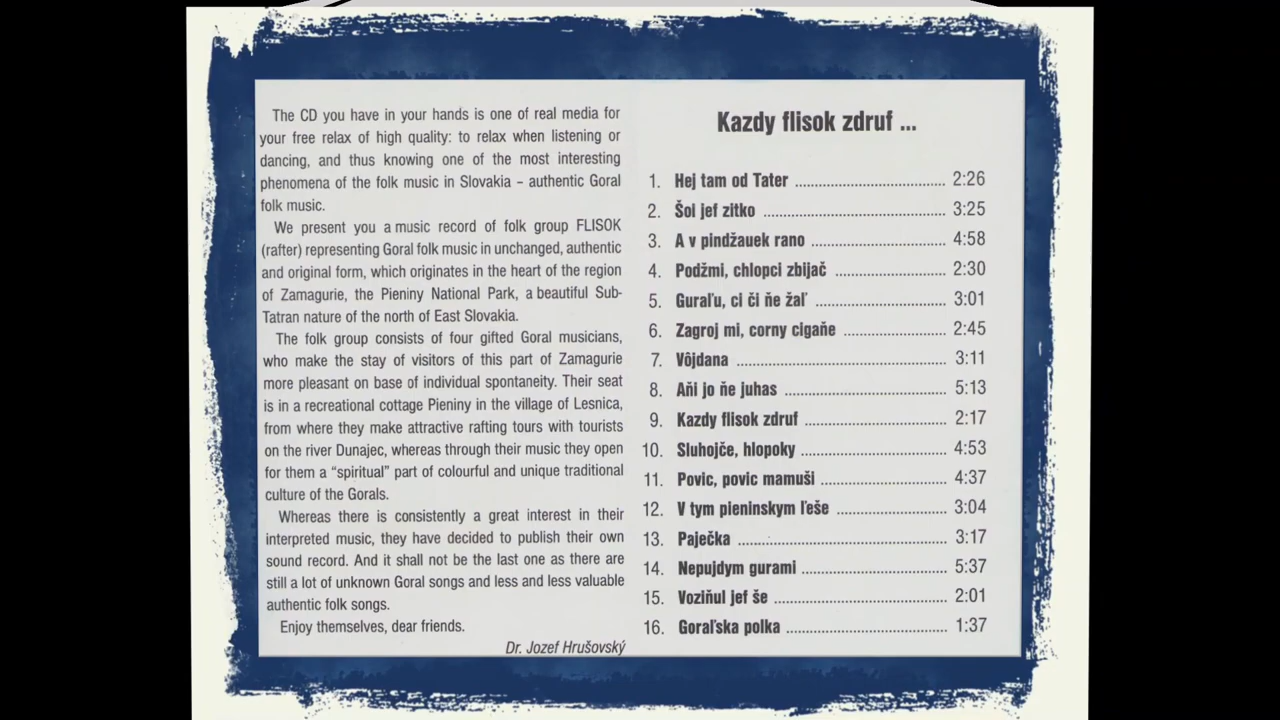 The CD you have in your hands is one of real media for
your free relax of high quality: to relax when listening or
dancing, and thus knowing one of the most interesting
phenomena of the folk music in Slovakia – authentic Goral
folk music.
We present you a music record of folk group FLISOK
(rafter) representing Goral folk music in unchanged, authentic
and original form, which originates in the heart of the region
of Zamagurie, the Pieniny National Park, a beautiful Sub-
Tatran nature of the north of East Slovakia.
The folk group consists of four gifted Goral musicians,
who make the stay of visitors of this part of Zamagurie
more pleasant on base of individual spontaneity. Their seat
is in a recreational cottage Pieniny in the village of Lesnica,
from where they make attractive rafting tours with tourists
on the river Dunajec, whereas through their music they open
for them a “spiritual” part of colourful and unique traditional
culture of the Gorals.
Whereas there is consistently a great interest in their
interpreted music, they have decided to publish their own
sound record. And it shall not be the last one as there are
still a lot of unknown Goral songs and less and less valuable
authentic folk songs.
Enjoy themselves, dear friends.
Dr. Jozef Hrušovský
Kazdy flisok zdruf ...
1. Hej tam od Tater ........ 2:26
2. Šol jef zitko ........ 3:25
3. A v pindžauek rano ........ 4:58
4. Podžmi, chlopci zbijač ........ 2:30
5. Guraľu, ci či ňe žaľ ........ 3:01
6. Zagroj mi, corny cigaňe ........ 2:45
7. Vôjdana ........ 3:11
8. Aňi jo ňe juhas ........ 5:13
9. Kazdy flisok zdruf ........ 2:17
10. Sluhojče, hlopoky ........ 4:53
11. Povic, povic mamuši ........ 4:37
12. V tym pieninskym ľeše ........ 3:04
13. Paječka ........ 3:17
14. Nepujdym gurami ........ 5:37
15. Voziňul jef še ........ 2:01
16. Goraľska polka ........ 1:37